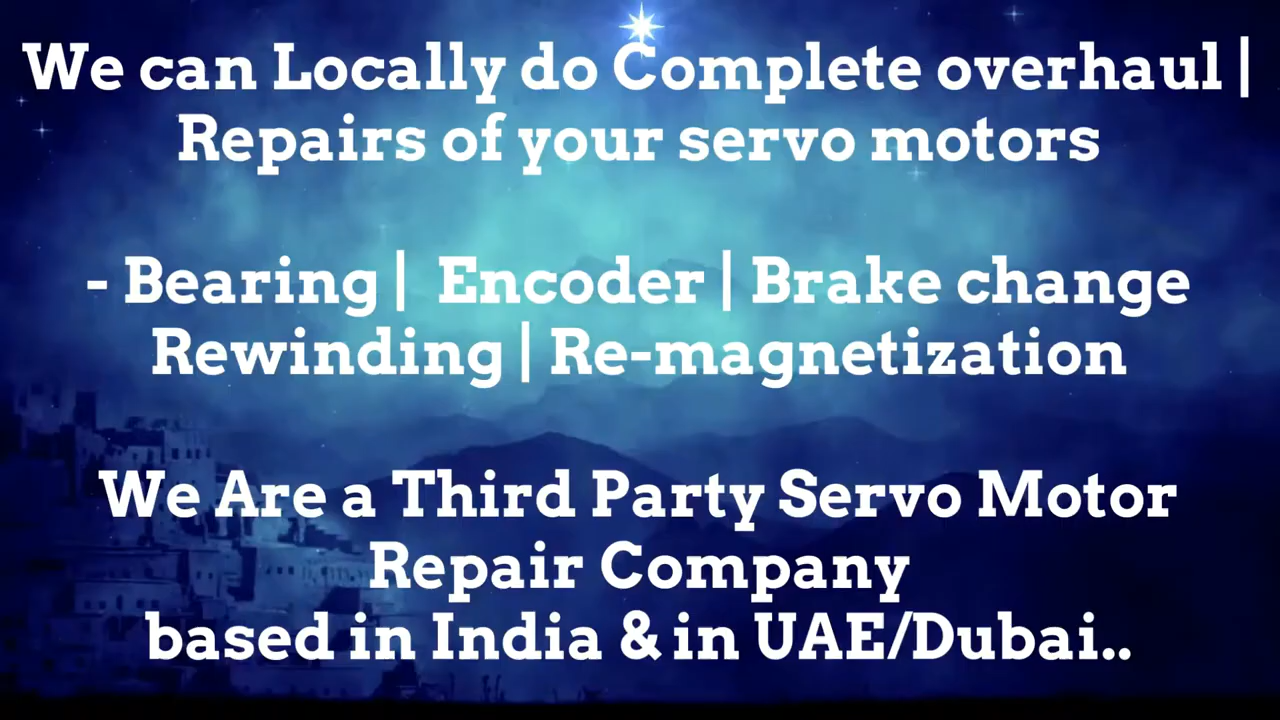 We can Locally do Complete overhaul |
Repairs of your servo motors
- Bearing | Encoder | Brake change
Rewinding | Re-magnetization
We Are a Third Party Servo Motor
Repair Company
based in India & in UAE/Dubai..